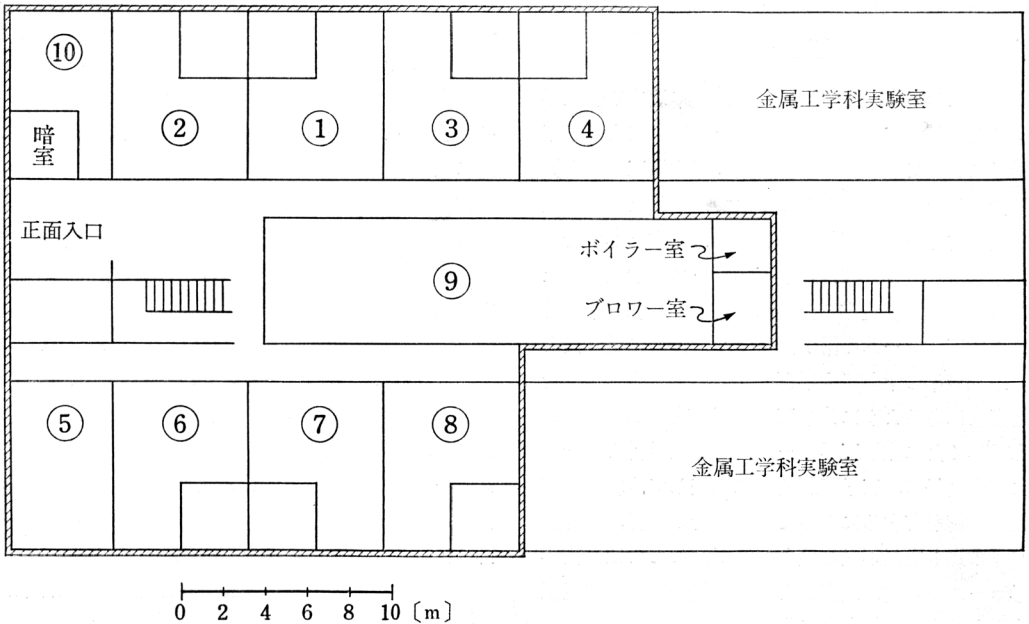 ⑩
金属工学科実験室
② ① ③ ④
暗室
正面入口
ボイラー室
⑨
ブロワー室
⑤ ⑥ ⑦ ⑧
金属工学科実験室
0 2 4 6 8 10 〔m〕